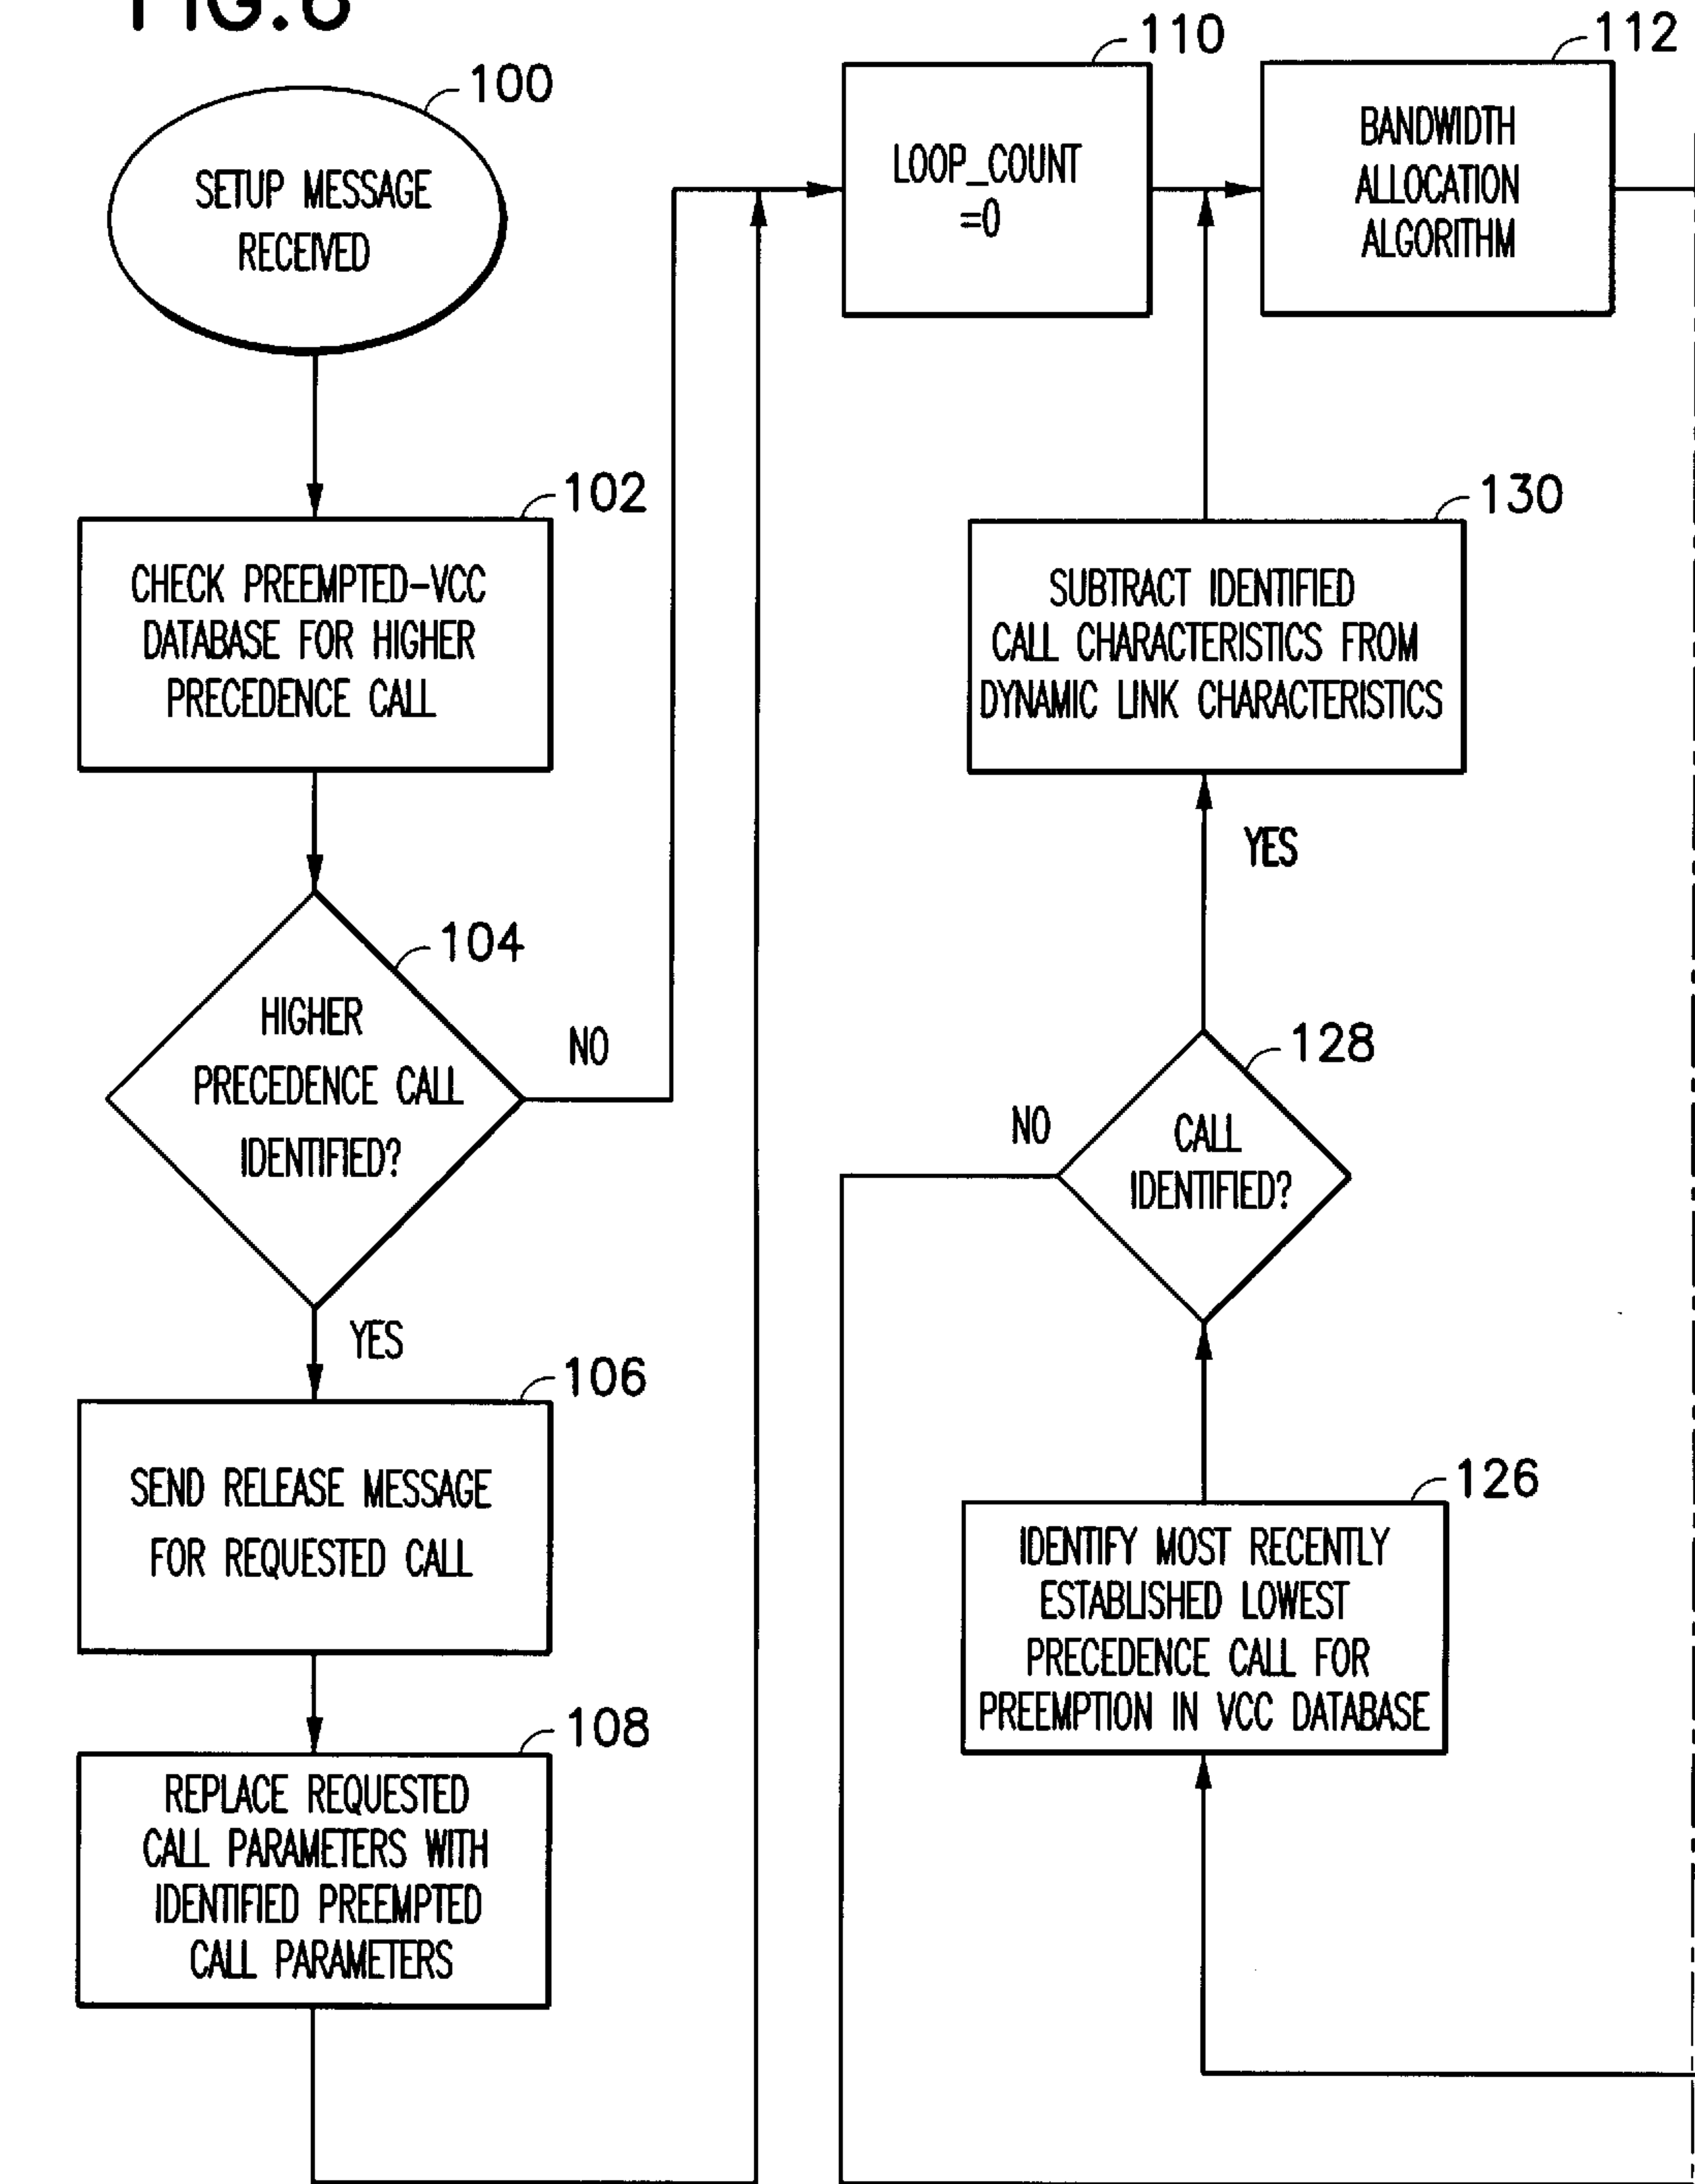 100
SETUP MESSAGE
RECEIVED
102
CHECK PREEMPTED-VCC
DATABASE FOR HIGHER
PRECEDENCE CALL
104
HIGHER
PRECEDENCE CALL
IDENTIFIED?
NO
YES
106
SEND RELEASE MESSAGE
FOR REQUESTED CALL
108
REPLACE REQUESTED
CALL PARAMETERS WITH
IDENTIFIED PREEMPTED
CALL PARAMETERS
110
LOOP_COUNT
=0
112
BANDWIDTH
ALLOCATION
ALGORITHM
130
SUBTRACT IDENTIFIED
CALL CHARACTERISTICS FROM
DYNAMIC LINK CHARACTERISTICS
YES
128
NO
CALL
IDENTIFIED?
126
IDENTIFY MOST RECENTLY
ESTABLISHED LOWEST
PRECEDENCE CALL FOR
PREEMPTION IN VCC DATABASE